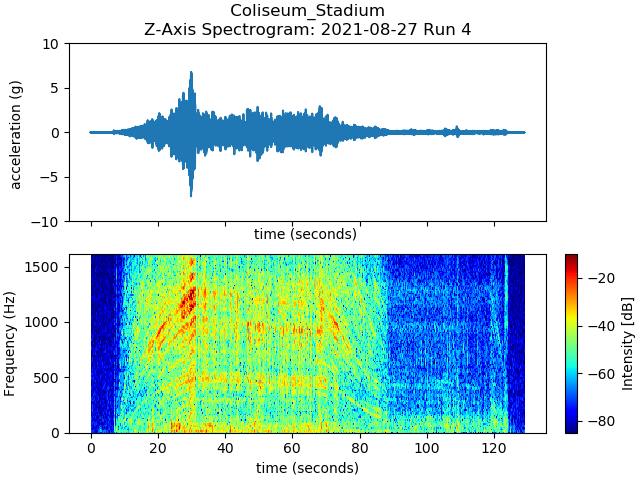 Coliseum_Stadium
Z-Axis Spectrogram: 2021-08-27 Run 4
10
5
0
−5
−10
acceleration (g)
time (seconds)
1500
1000
500
0
Frequency (Hz)
0 20 40 60 80 100 120
time (seconds)
−20
−40
−60
−80
Intensity [dB]